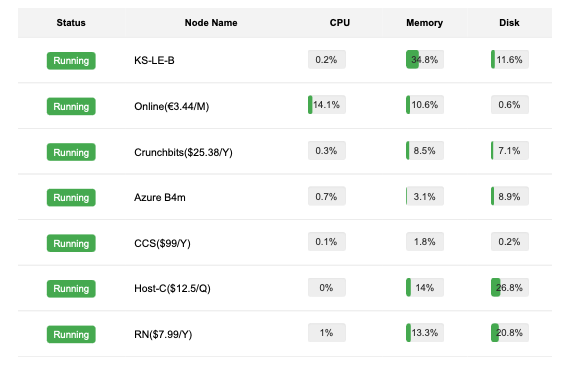 Status Node Name CPU Memory Disk
Running KS-LE-B 0.2% 34.8% 11.6%
Running Online(€3.44/M) 14.1% 10.6% 0.6%
Running Crunchbits($25.38/Y) 0.3% 8.5% 7.1%
Running Azure B4m 0.7% 3.1% 8.9%
Running CCS($99/Y) 0.1% 1.8% 0.2%
Running Host-C($12.5/Q) 0% 14% 26.8%
Running RN($7.99/Y) 1% 13.3% 20.8%